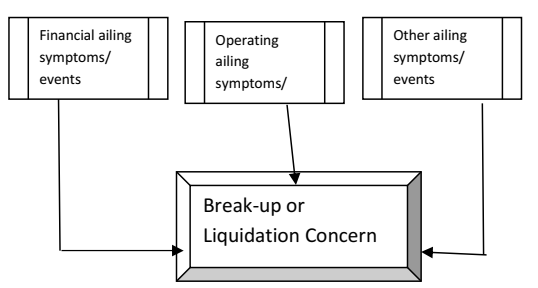 Financial ailing
symptoms/
events
Operating
ailing
symptoms/
Other ailing
symptoms/
events
Break-up or
Liquidation Concern